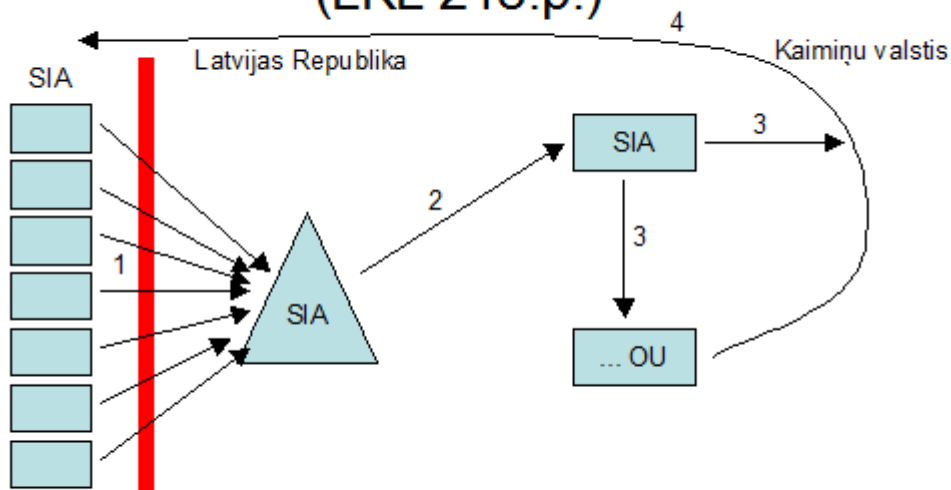 4
Latvijas Republika
Kaimiņu valstis
SIA
SIA
3
2
3
1
SIA
... OU